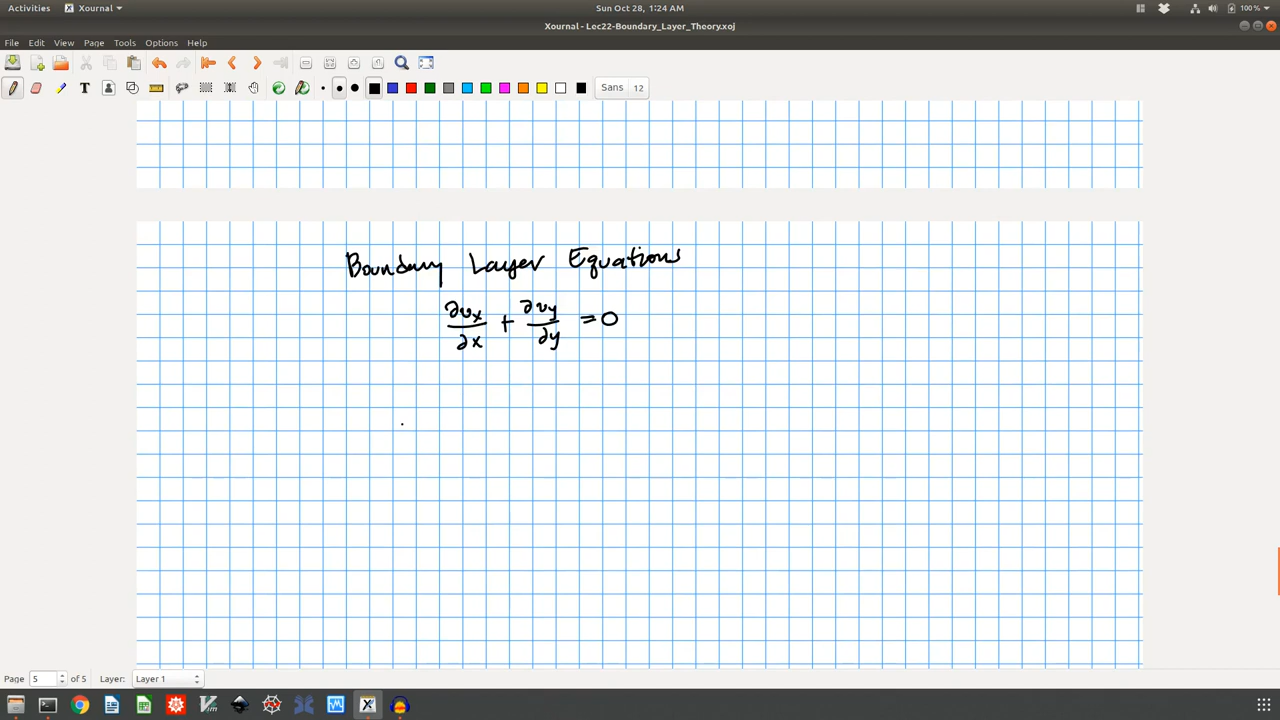 Activities Xournal Sun Oct 28, 1:24 AM 100 %
Xournal - Lec22-Boundary_Layer_Theory.xoj
File Edit View Page Tools Options Help
Sans 12
Boundary Layer Equations
∂vx/∂x + ∂vy/∂y = 0
Page 5 of 5 Layer: Layer 1